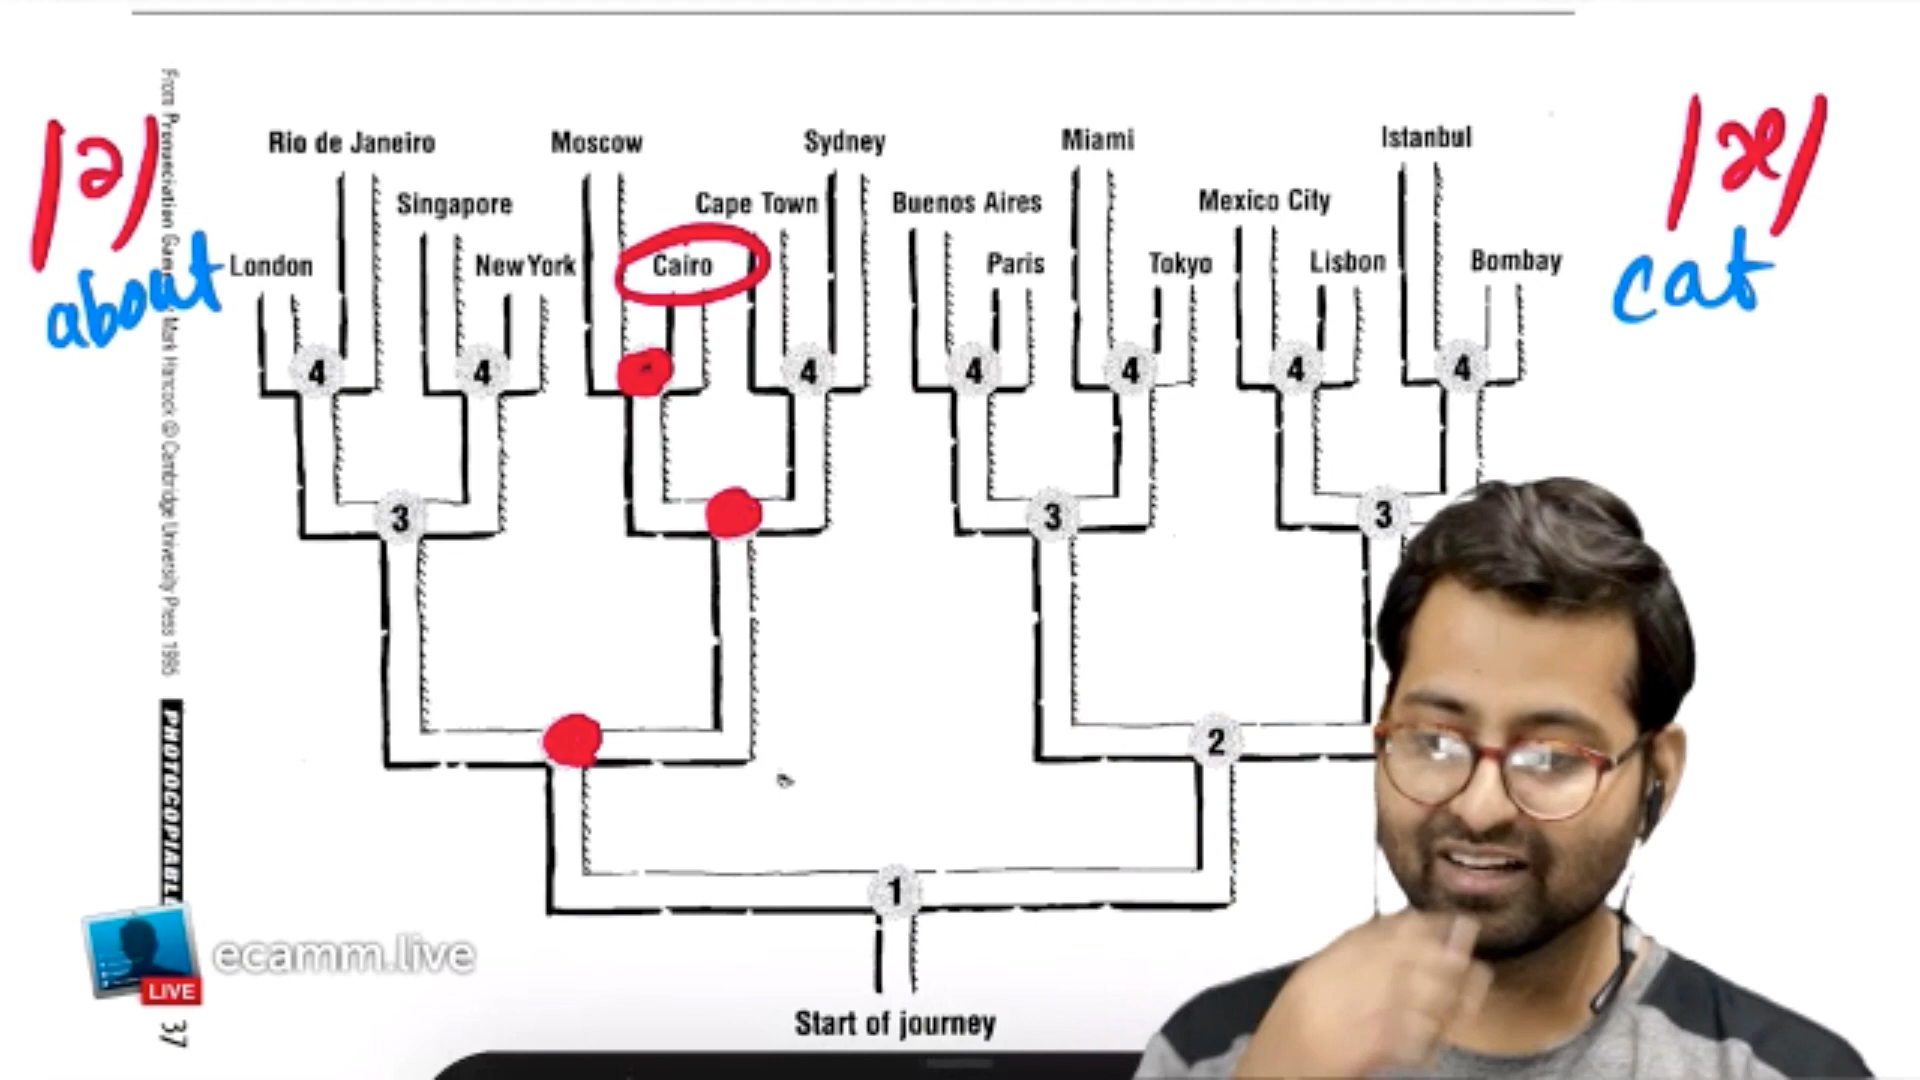 Rio de Janeiro
Moscow
Sydney
Miami
Istanbul
Singapore
Cape Town
Buenos Aires
Mexico City
London
New York
Cairo
Paris
Tokyo
Lisbon
Bombay
/ə/
about
/æ/
cat
4
4
4
4
4
4
4
3
3
3
2
1
Start of journey
From Pronunciation Games Mark Hancock © Cambridge University Press 1995
PHOTOCOPIABLE
37
ecamm.live
LIVE